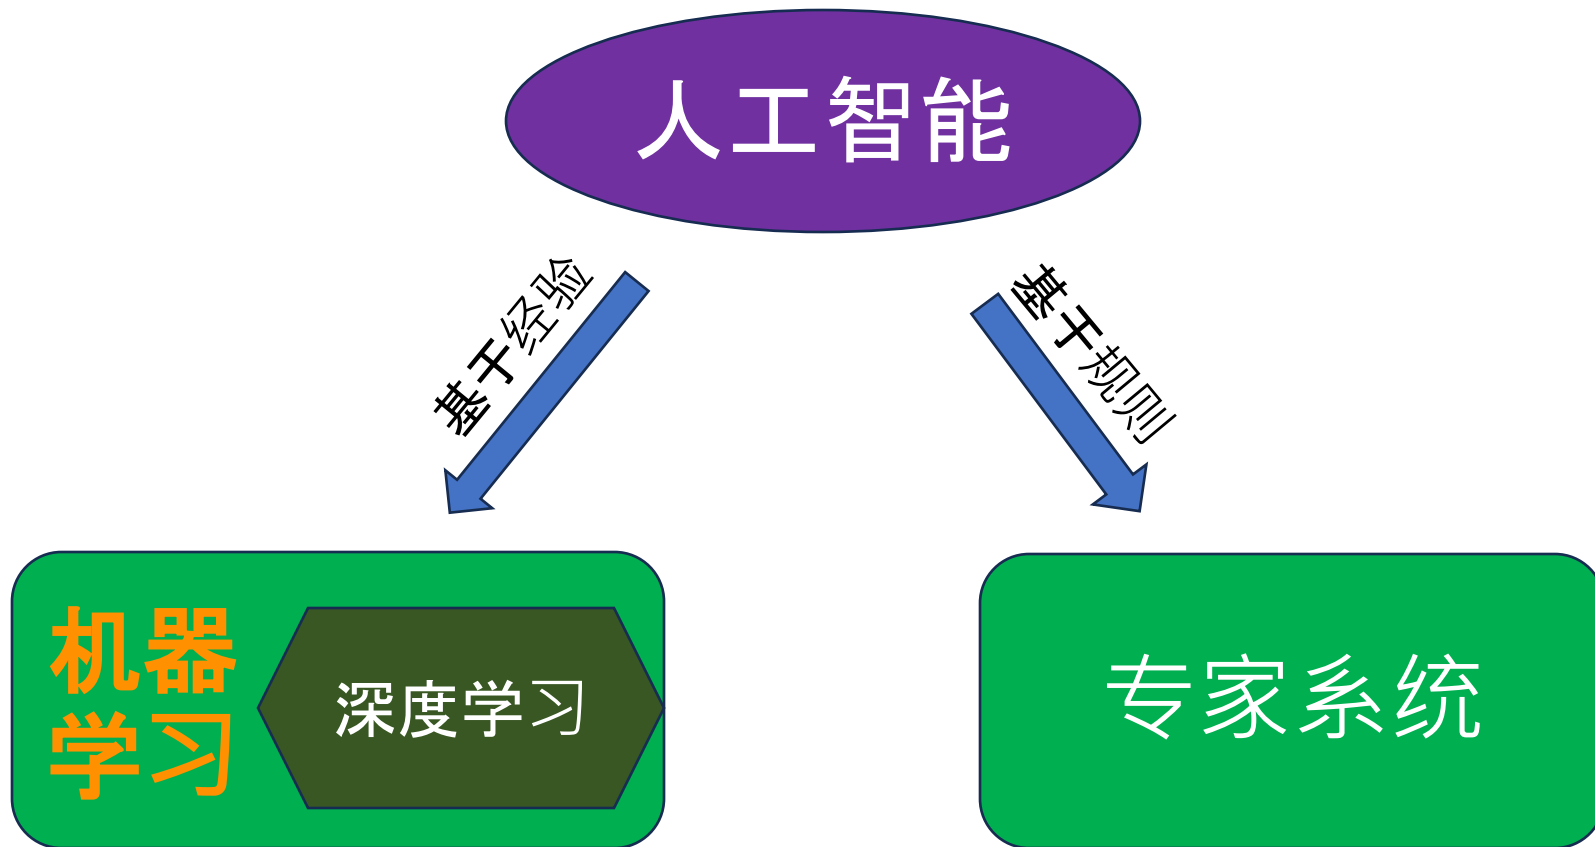 人工智能
基于经验
基于规则
机器
学习
深度学习
专家系统